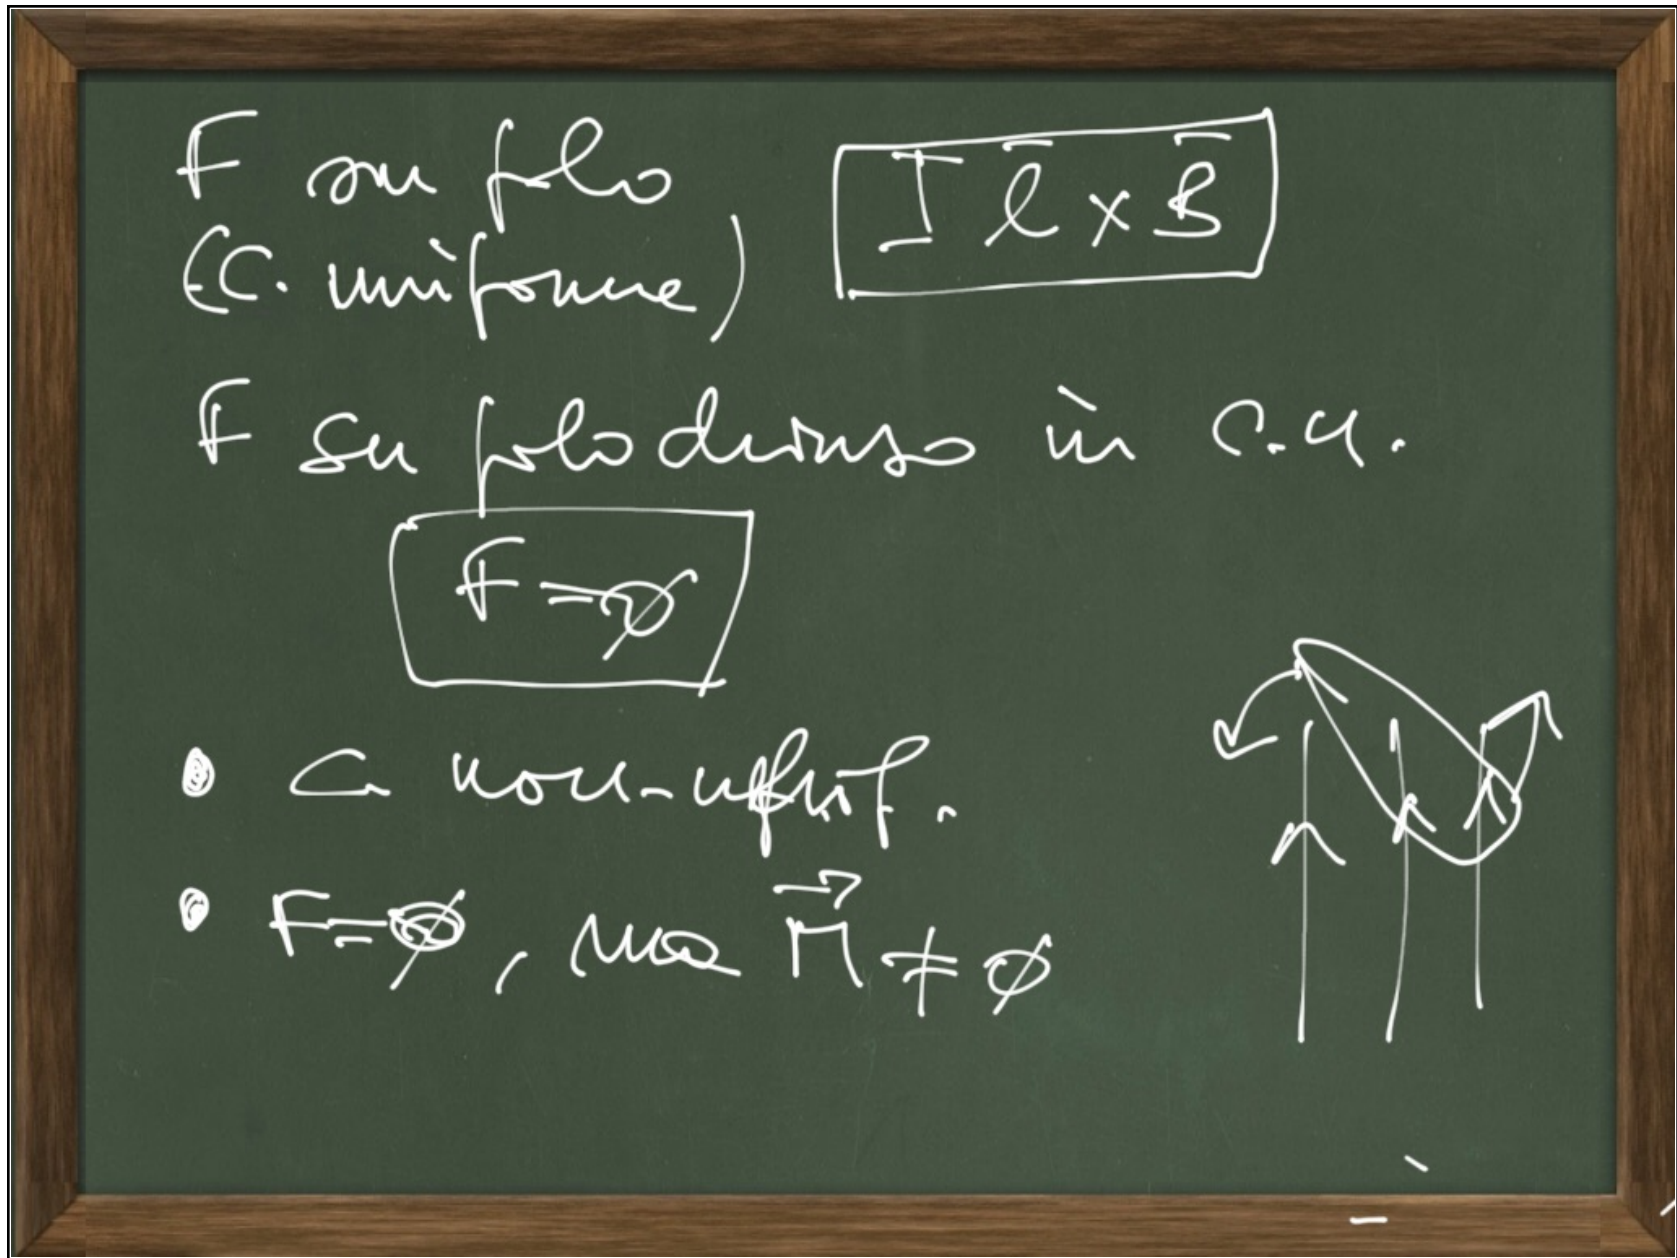 F su filo
(C. uniforme)
I l̅ x B̅
F su filo chiuso in C.U.
F = ∅
• C non-unif.
• F = ∅, ma M⃗ ≠ ∅